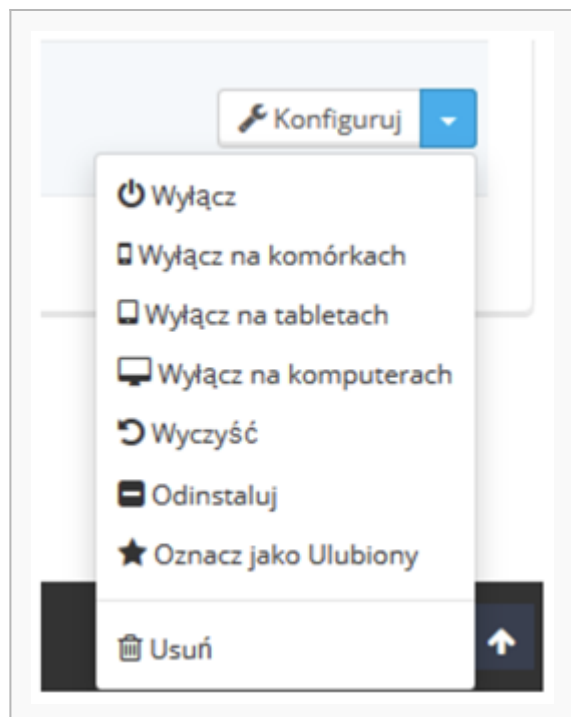 Konfiguruj
Wyłącz
Wyłącz na komórkach
Wyłącz na tabletach
Wyłącz na komputerach
Wyczyść
Odinstaluj
Oznacz jako Ulubiony
Usuń